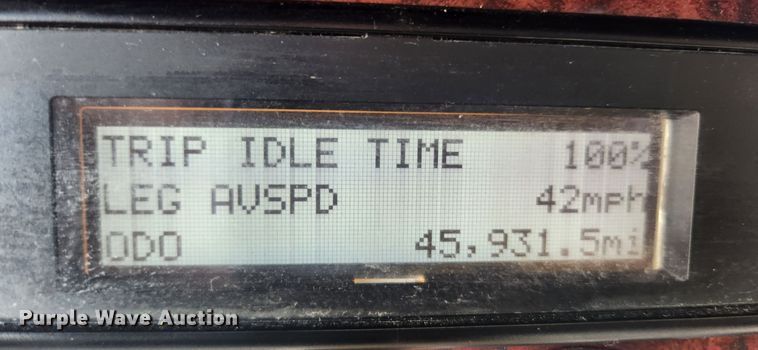 TRIP IDLE TIME 100%
LEG AVSPD 42mph
ODO 45,931.5mi
Purple Wave Auction